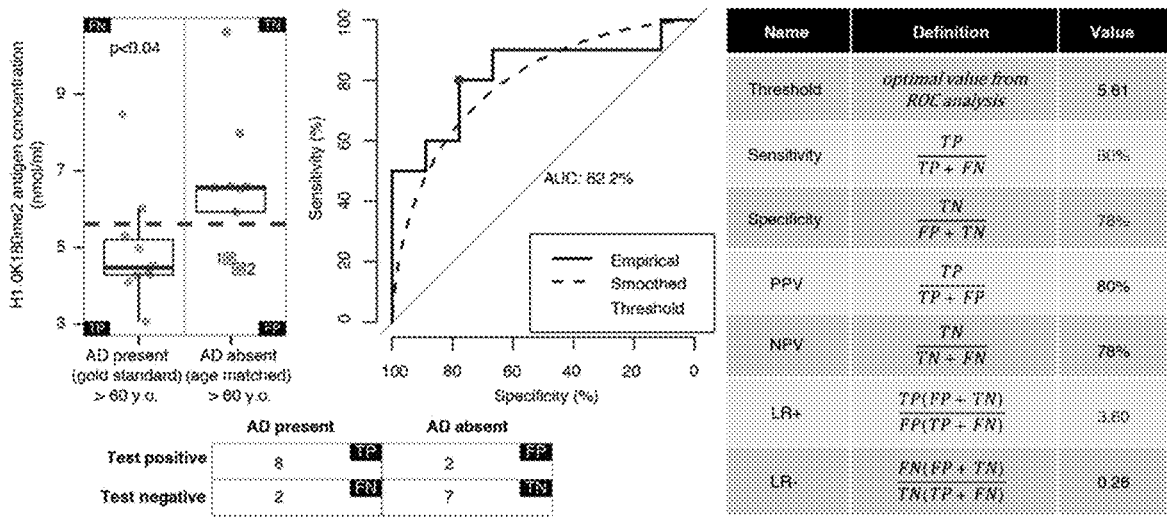 FN
TN
p<0.04
9
7
5
3
H1.0K180me2 antigen concentration
(nmol/ml)
TP
FP
AD present
(gold standard)
> 60 y.o.
AD absent
(age matched)
> 60 y.o.
100
80
60
40
20
0
Sensitivity (%)
AUC: 82.2%
Empirical
Smoothed
Threshold
100
80
60
40
20
0
Specificity (%)
AD present AD absent
Test positive 8 TP 2 FP
Test negative 2 FN 7 TN
Name Definition Value
Threshold optimal value from
ROC analysis 5.61
Sensitivity TP
TP + FN 80%
Specificity TN
FP + TN 78%
PPV TP
TP + FP 80%
NPV TN
TN + FN 78%
LR+ TP(FP + TN)
FP(TP + FN) 3.60
LR- FN(FP + TN)
TN(TP + FN) 0.26